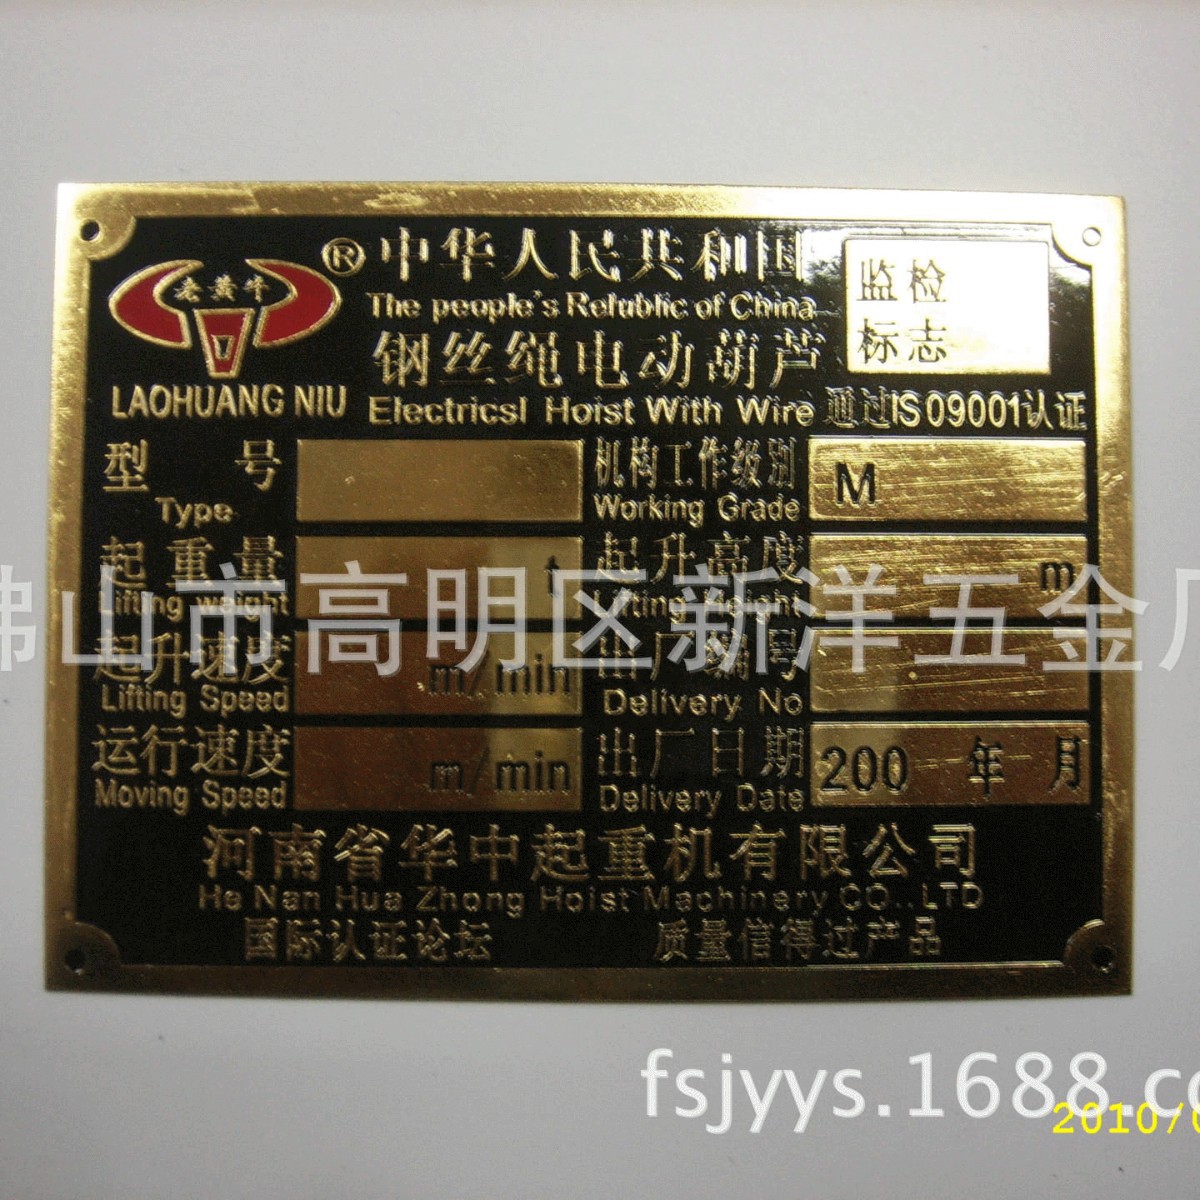 老黄牛
®
LAOHUANG NIU
中华人民共和国
The people's Relublic of China
钢丝绳电动葫芦
Electricsl Hoist With Wire
监检
标志
通过IS09001认证
型号
Type
机构工作级别 M
Working Grade
起重量 t
Lifting weight
起升高度 m
Lifting Height
起升速度 m/min
Lifting Speed
出厂编号
Delivery No
运行速度 m/min
Moving Speed
出厂日期 200 年 月
Delivery Date
河南省华中起重机有限公司
He Nan Hua Zhong Hoist Machinery CO..LTD
国际认证论坛 质量信得过产品
佛山市高明区新洋五金厂
fsjyys.1688.co
2010/0